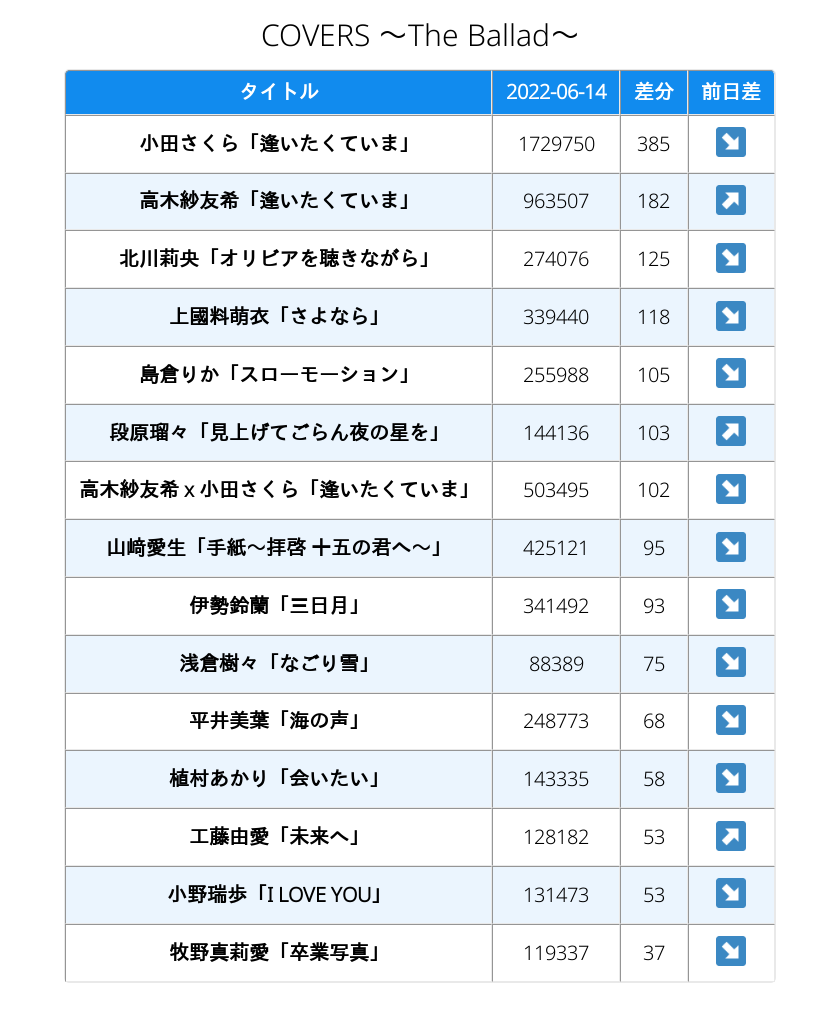 COVERS ～The Ballad～
タイトル 2022-06-14 差分 前日差
小田さくら「逢いたくていま」 1729750 385 ↘
高木紗友希「逢いたくていま」 963507 182 ↗
北川莉央「オリビアを聴きながら」 274076 125 ↘
上國料萌衣「さよなら」 339440 118 ↘
島倉りか「スローモーション」 255988 105 ↘
段原瑠々「見上げてごらん夜の星を」 144136 103 ↗
高木紗友希 x 小田さくら「逢いたくていま」 503495 102 ↘
山﨑愛生「手紙～拝啓 十五の君へ～」 425121 95 ↘
伊勢鈴蘭「三日月」 341492 93 ↘
浅倉樹々「なごり雪」 88389 75 ↘
平井美葉「海の声」 248773 68 ↘
植村あかり「会いたい」 143335 58 ↘
工藤由愛「未来へ」 128182 53 ↗
小野瑞歩「I LOVE YOU」 131473 53 ↘
牧野真莉愛「卒業写真」 119337 37 ↘